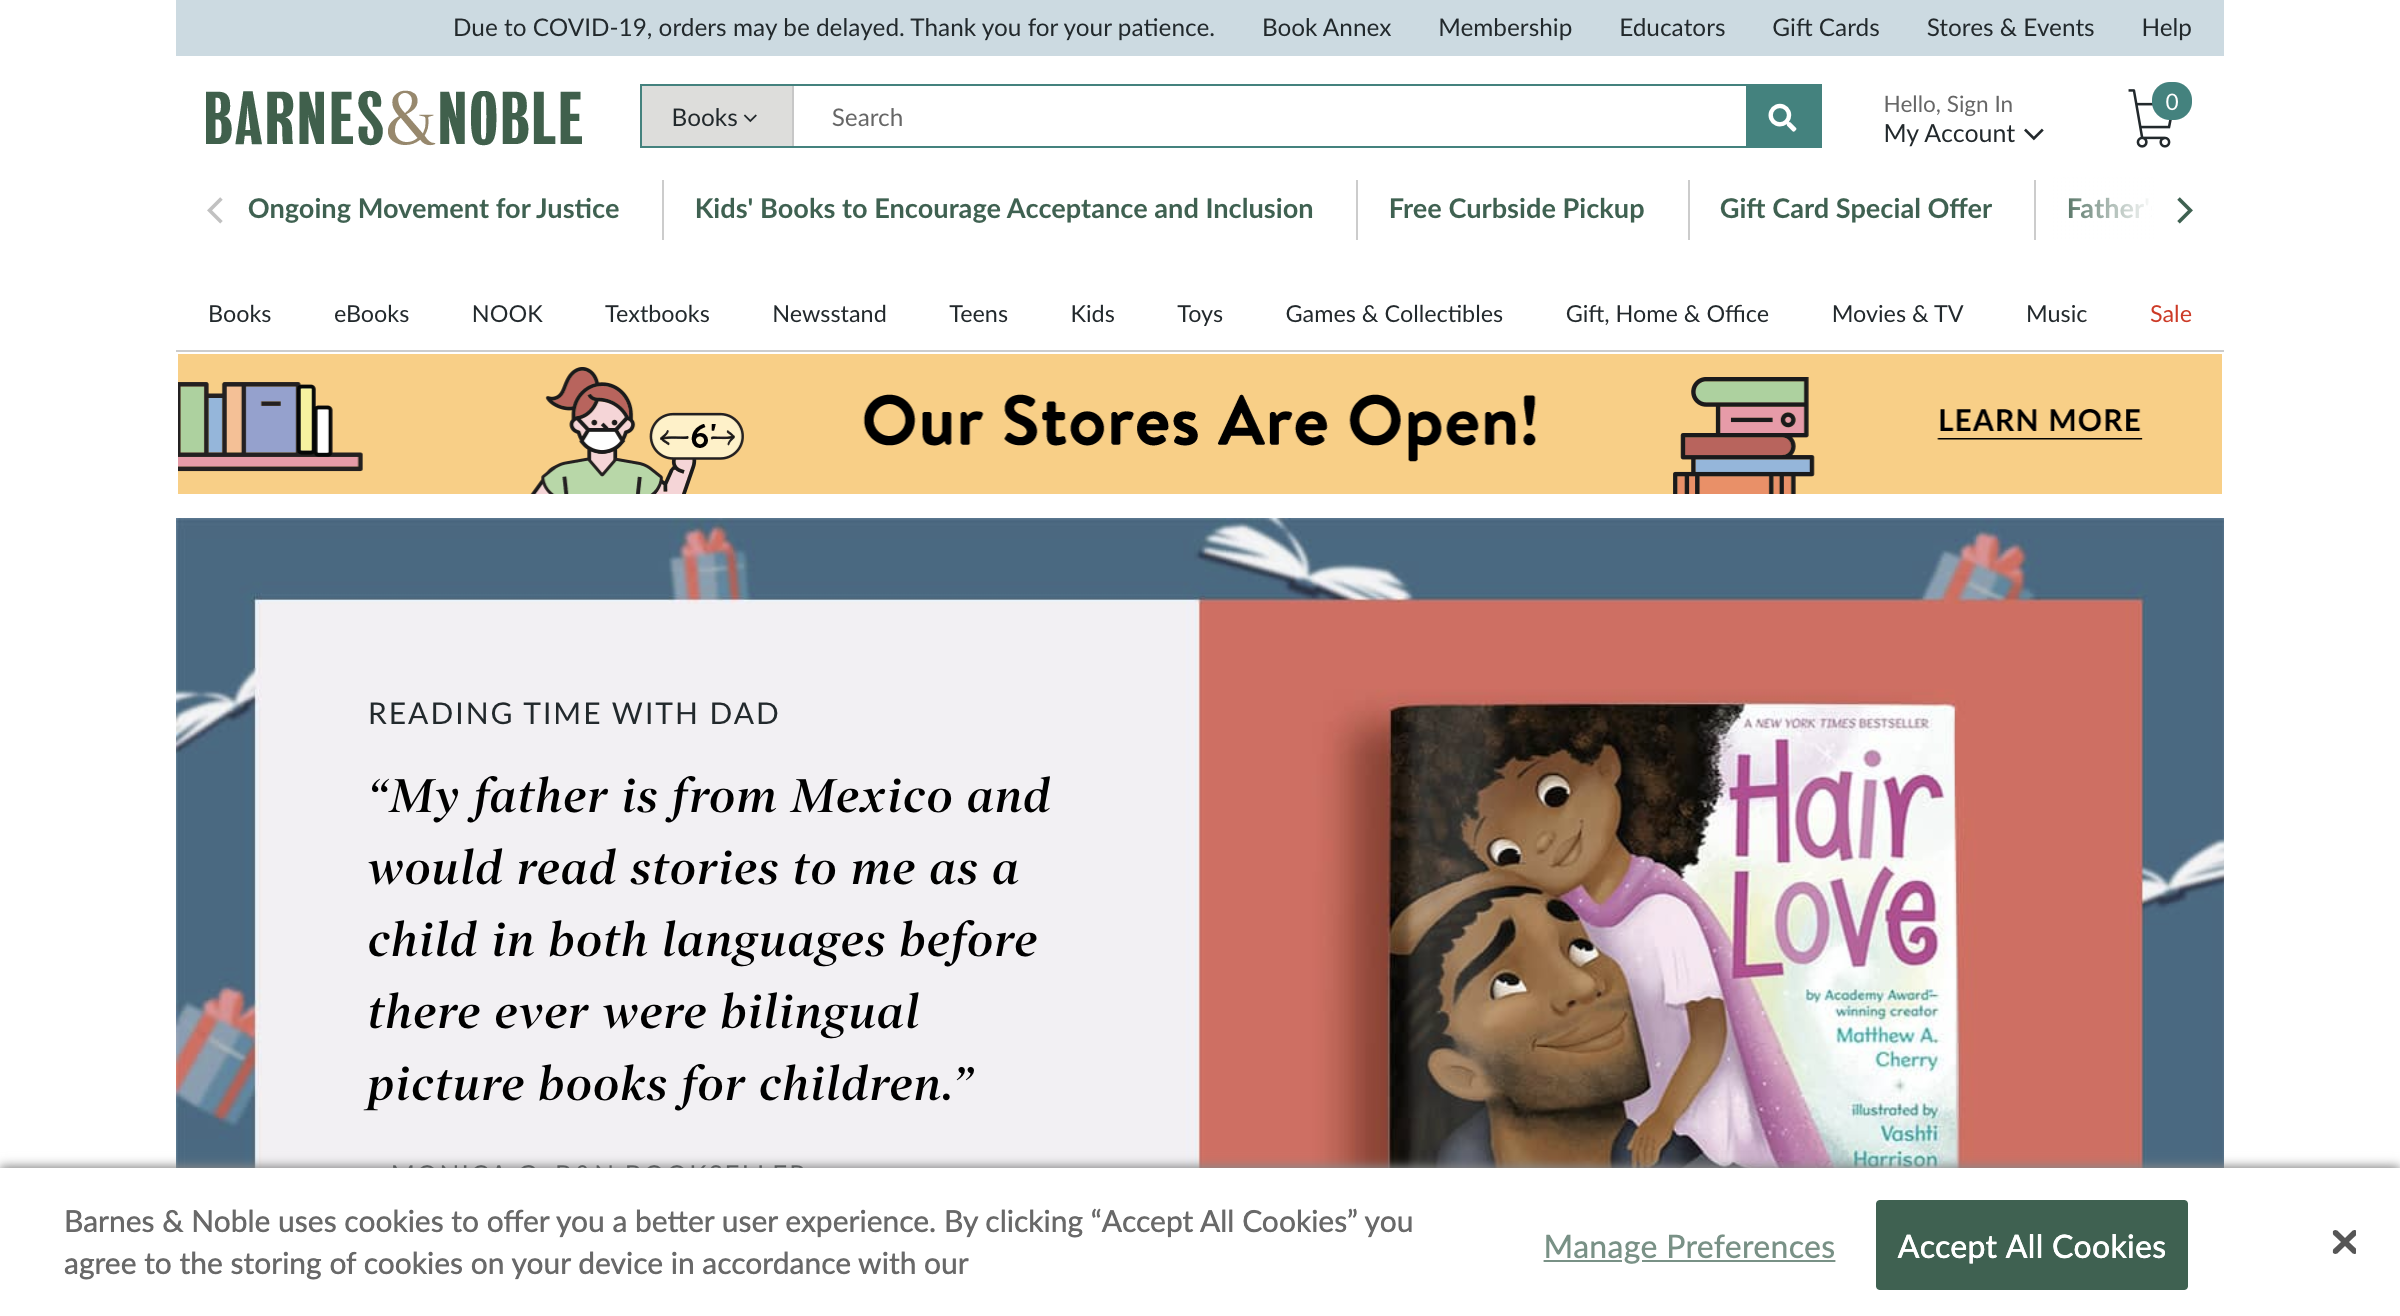 Due to COVID-19, orders may be delayed. Thank you for your patience. Book Annex Membership Educators Gift Cards Stores & Events Help
BARNES&NOBLE
Books Search
Hello, Sign In
My Account
0
Ongoing Movement for Justice Kids' Books to Encourage Acceptance and Inclusion Free Curbside Pickup Gift Card Special Offer Father'
Books eBooks NOOK Textbooks Newsstand Teens Kids Toys Games & Collectibles Gift, Home & Office Movies & TV Music Sale
←6'→
Our Stores Are Open!
LEARN MORE
READING TIME WITH DAD
“My father is from Mexico and
would read stories to me as a
child in both languages before
there ever were bilingual
picture books for children.”
A NEW YORK TIMES BESTSELLER
Hair
Love
by Academy Award–
winning creator
Matthew A.
Cherry
illustrated by
Vashti
Harrison
Barnes & Noble uses cookies to offer you a better user experience. By clicking “Accept All Cookies” you
agree to the storing of cookies on your device in accordance with our
Manage Preferences
Accept All Cookies